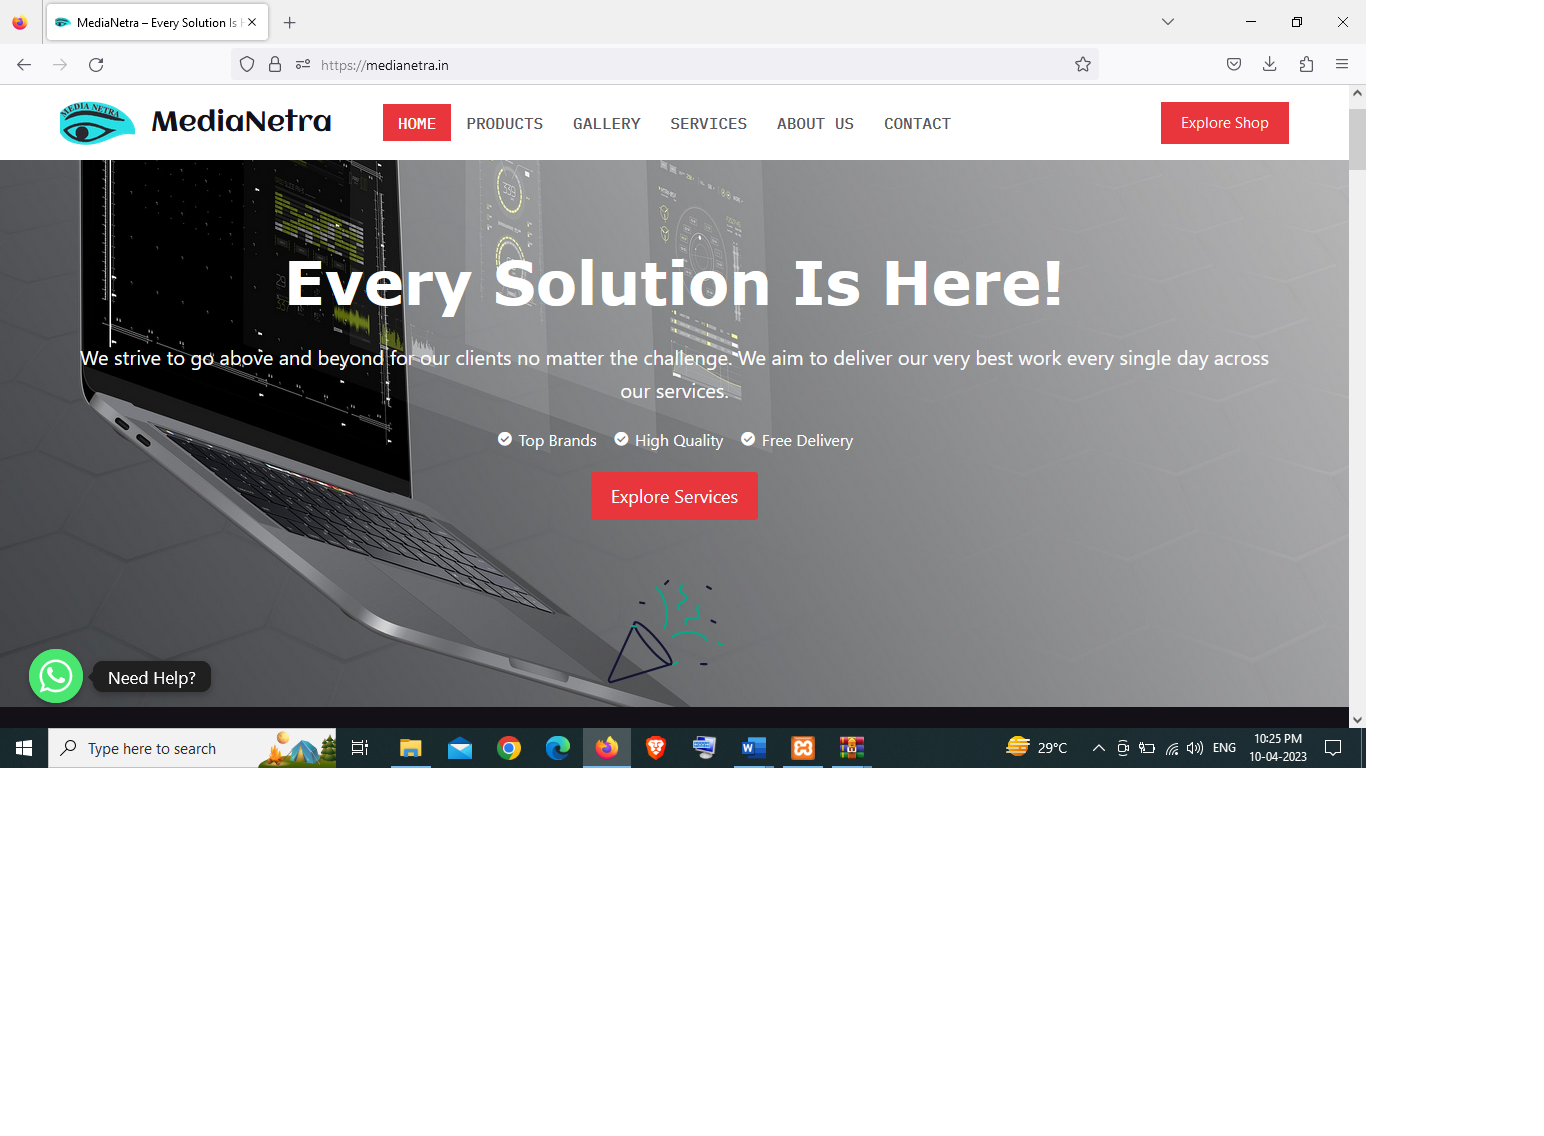 MediaNetra – Every Solution Is H
https://medianetra.in
MEDIA NETRA
MediaNetra
HOME PRODUCTS GALLERY SERVICES ABOUT US CONTACT
Explore Shop
Every Solution Is Here!
We strive to go above and beyond for our clients no matter the challenge. We aim to deliver our very best work every single day across
our services.
Top Brands High Quality Free Delivery
Explore Services
Need Help?
Type here to search
29°C
ENG
10:25 PM
10-04-2023